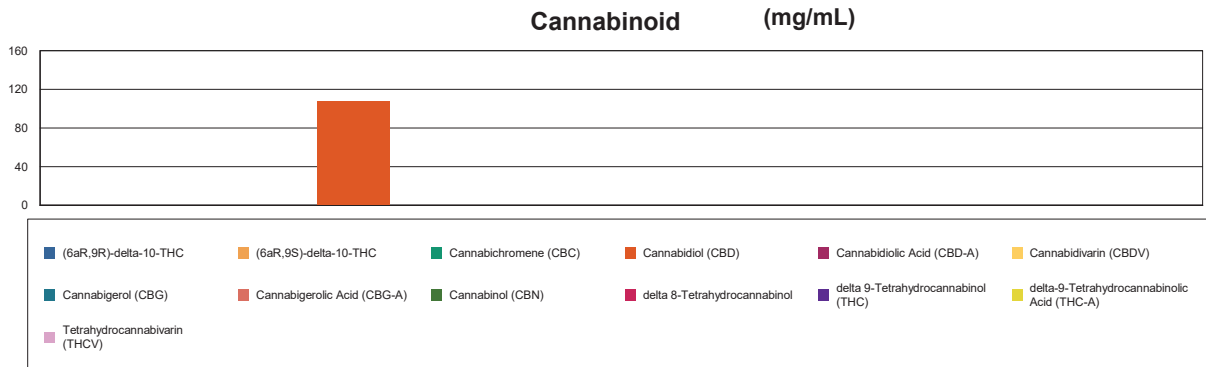 Cannabinoid (mg/mL)
160
120
80
40
0
(6aR,9R)-delta-10-THC
(6aR,9S)-delta-10-THC
Cannabichromene (CBC)
Cannabidiol (CBD)
Cannabidiolic Acid (CBD-A)
Cannabidivarin (CBDV)
Cannabigerol (CBG)
Cannabigerolic Acid (CBG-A)
Cannabinol (CBN)
delta 8-Tetrahydrocannabinol
delta 9-Tetrahydrocannabinol
(THC)
delta-9-Tetrahydrocannabinolic
Acid (THC-A)
Tetrahydrocannabivarin
(THCV)